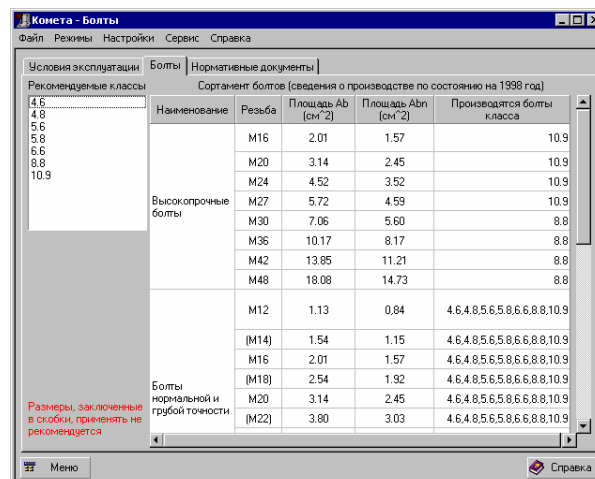 Комета - Болты
Файл Режимы Настройки Сервис Справка
Условия эксплуатации Болты Нормативные документы
Рекомендуемые классы
4.6
4.8
5.6
5.8
6.6
8.8
10.9
Размеры, заключенные
в скобки, применять не
рекомендуется
Сортамент болтов (сведения о производстве по состоянию на 1998 год)
Наименование Резьба Площадь Ab (см^2) Площадь Abn (см^2) Производятся болты класса
Высокопрочные болты
M16 2.01 1.57 10.9
M20 3.14 2.45 10.9
M24 4.52 3.52 10.9
M27 5.72 4.59 10.9
M30 7.06 5.60 8.8
M36 10.17 8.17 8.8
M42 13.85 11.21 8.8
M48 18.08 14.73 8.8
Болты нормальной и грубой точности
M12 1.13 0,84 4.6,4.8,5.6,5.8,6.6,8.8,10.9
(M14) 1.54 1.15 4.6,4.8,5.6,5.8,6.6,8.8,10.9
M16 2.01 1.57 4.6,4.8,5.6,5.8,6.6,8.8,10.9
(M18) 2.54 1.92 4.6,4.8,5.6,5.8,6.6,8.8,10.9
M20 3.14 2.45 4.6,4.8,5.6,5.8,6.6,8.8,10.9
(M22) 3.80 3.03 4.6,4.8,5.6,5.8,6.6,8.8,10.9
Меню Справка